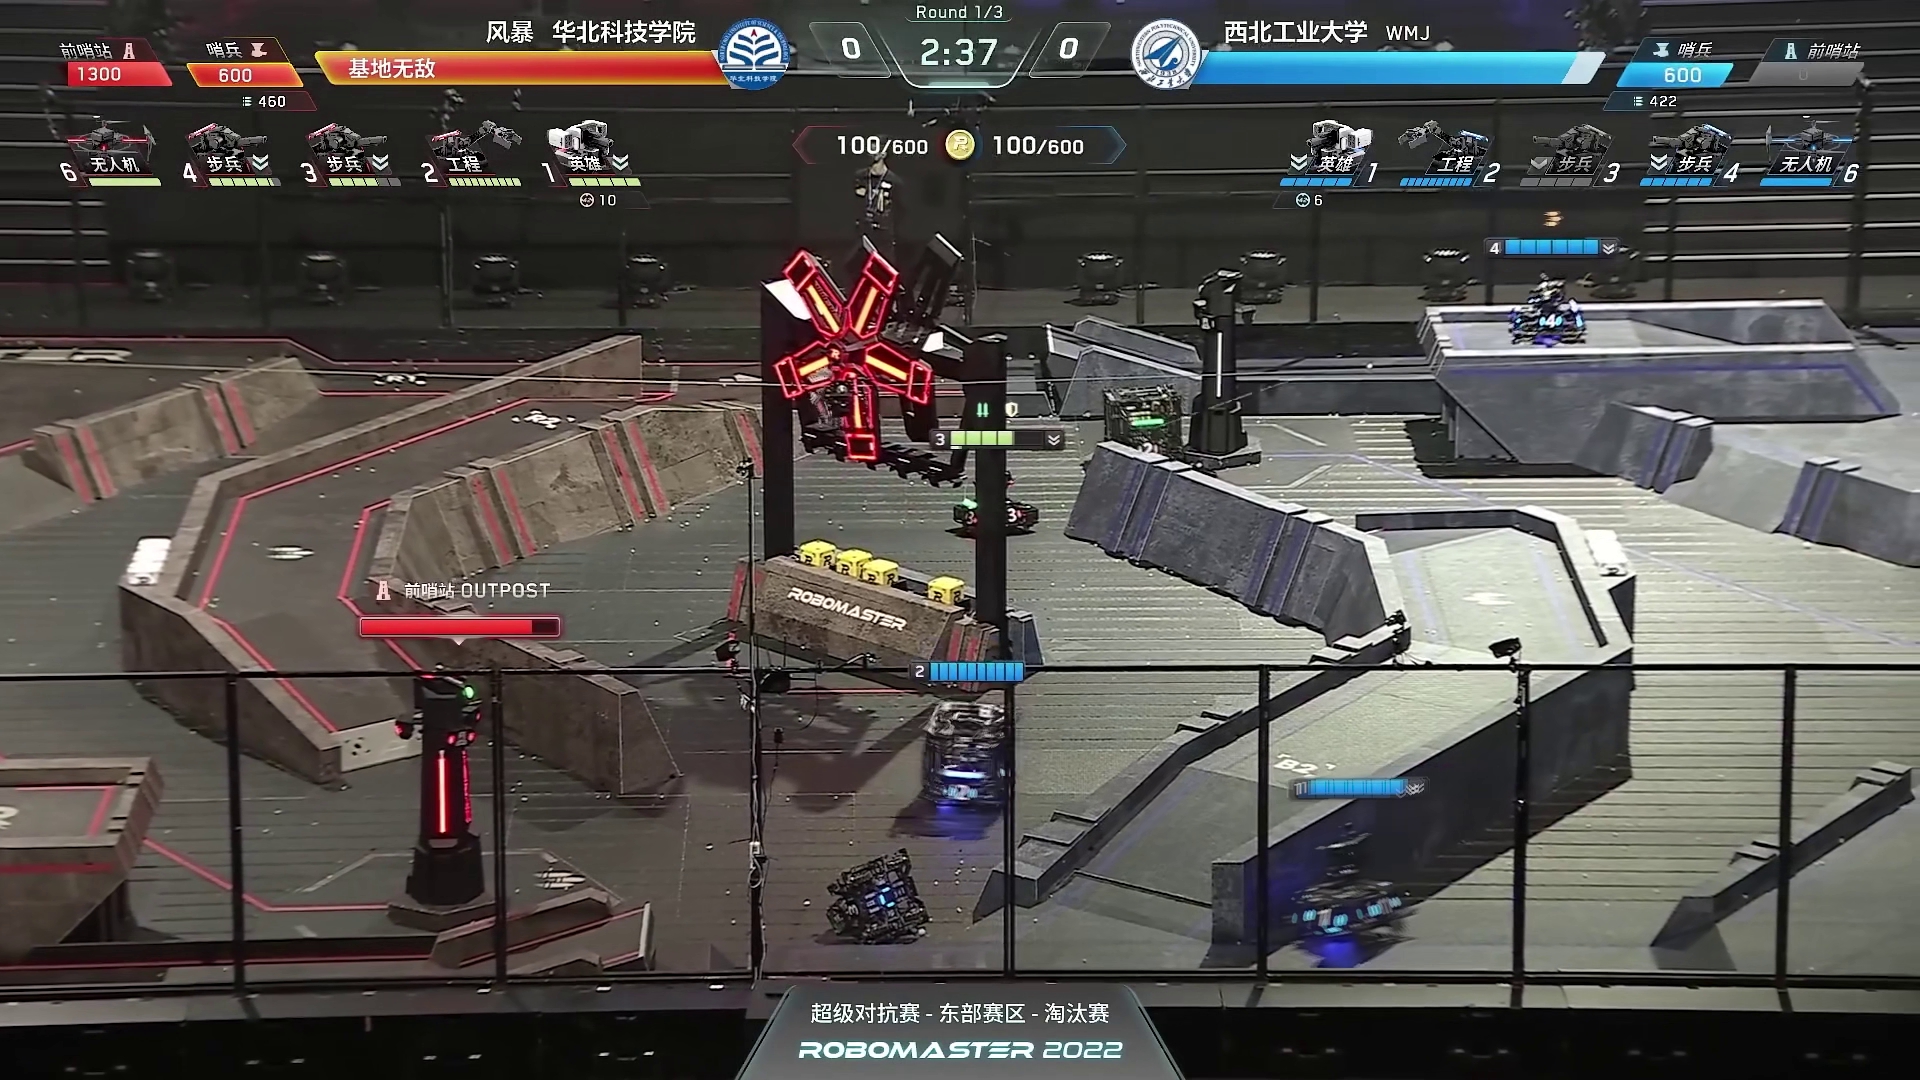 Round 1/3
风暴 华北科技学院
0
2:37
0
西北工业大学 WMJ
前哨站
1300
哨兵
600
460
基地无敌
哨兵
600
422
前哨站
0
6 无人机
4 步兵
3 步兵
2 工程
1 英雄
10
100/600
100/600
英雄 1
6
工程 2
步兵 3
步兵 4
无人机 6
4
4
R2
3
3
前哨站 OUTPOST
ROBOMASTER
2
B2
超级对抗赛 - 东部赛区 - 淘汰赛
ROBOMASTER 2022